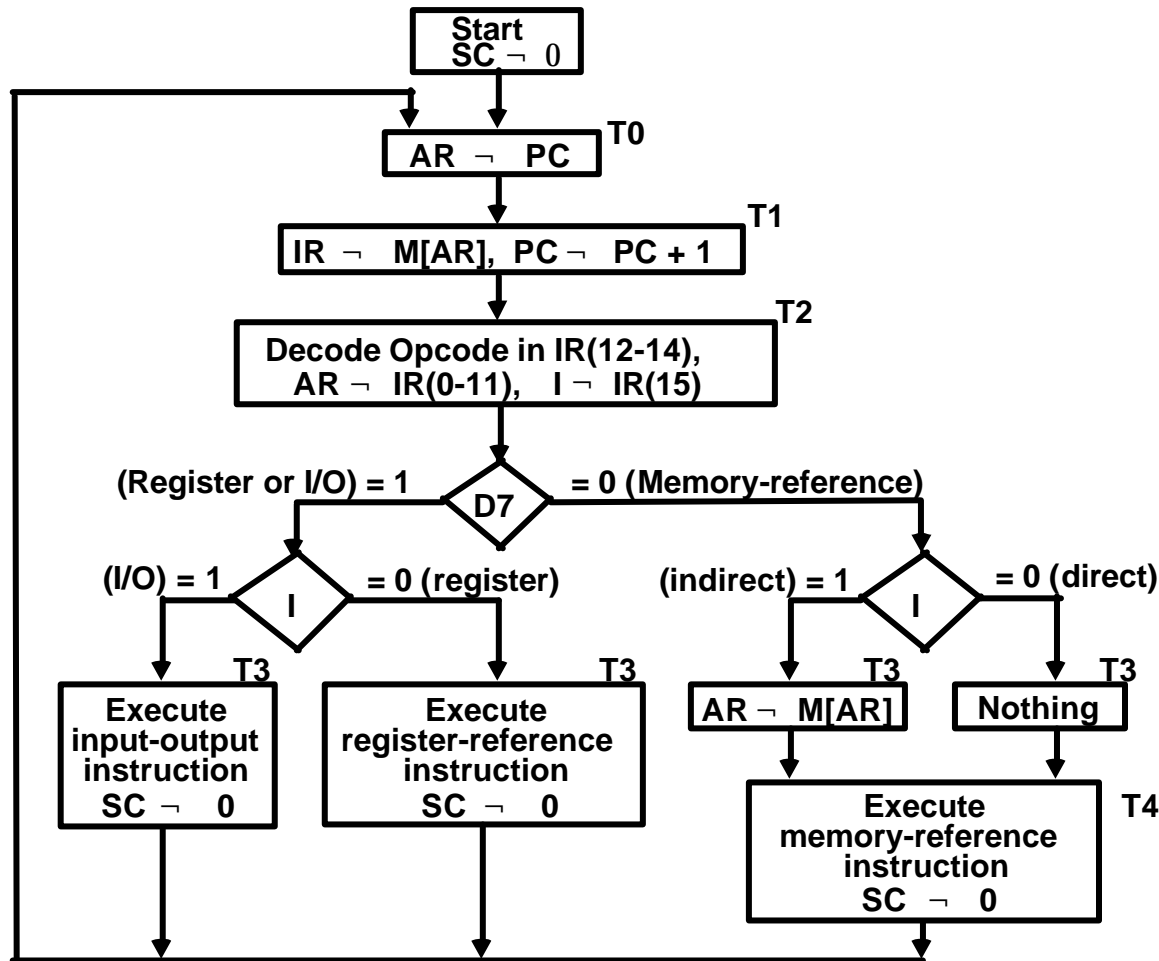 Start
SC ¬ 0
T0
AR ¬ PC
T1
IR ¬ M[AR], PC ¬ PC + 1
T2
Decode Opcode in IR(12-14),
AR ¬ IR(0-11), I ¬ IR(15)
(Register or I/O) = 1
D7
= 0 (Memory-reference)
(I/O) = 1
I
= 0 (register)
(indirect) = 1
I
= 0 (direct)
T3
Execute
input-output
instruction
SC ¬ 0
T3
Execute
register-reference
instruction
SC ¬ 0
T3
AR ¬ M[AR]
T3
Nothing
Execute
memory-reference
instruction
SC ¬ 0
T4